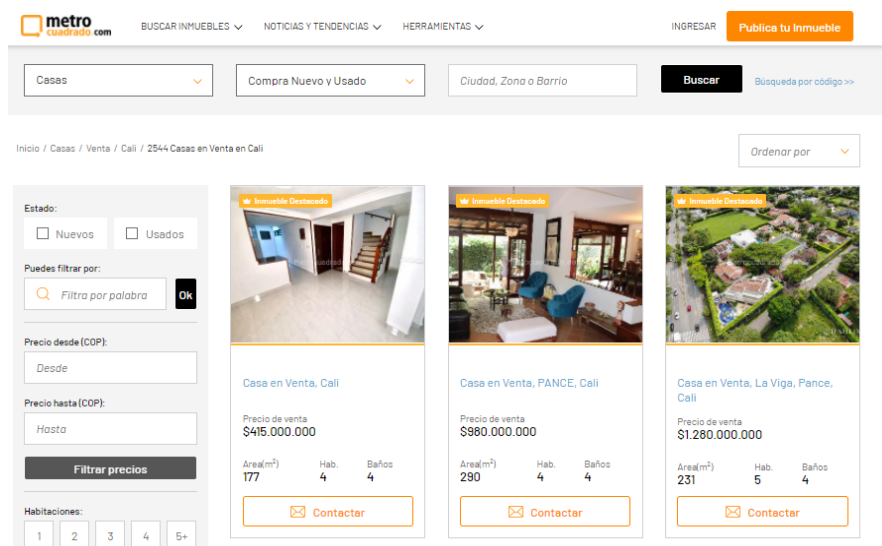 metro
cuadrado.com
BUSCAR INMUEBLES
NOTICIAS Y TENDENCIAS
HERRAMIENTAS
INGRESAR
Publica tu Inmueble
Casas
Compra Nuevo y Usado
Ciudad, Zona o Barrio
Buscar
Búsqueda por código >>
Inicio / Casas / Venta / Cali / 2544 Casas en Venta en Cali
Ordenar por
Estado:
Nuevos
Usados
Puedes filtrar por:
Filtra por palabra
Ok
Precio desde (COP):
Desde
Precio hasta (COP):
Hasta
Filtrar precios
Habitaciones:
1 2 3 4 5+
Inmueble Destacado
Casa en Venta, Cali
Precio de venta
$415.000.000
Area(m²) Hab. Baños
177 4 4
Contactar
Inmueble Destacado
Casa en Venta, PANCE, Cali
Precio de venta
$980.000.000
Area(m²) Hab. Baños
290 4 4
Contactar
Inmueble Destacado
Casa en Venta, La Viga, Pance,
Cali
Precio de venta
$1.280.000.000
Area(m²) Hab. Baños
231 5 4
Contactar